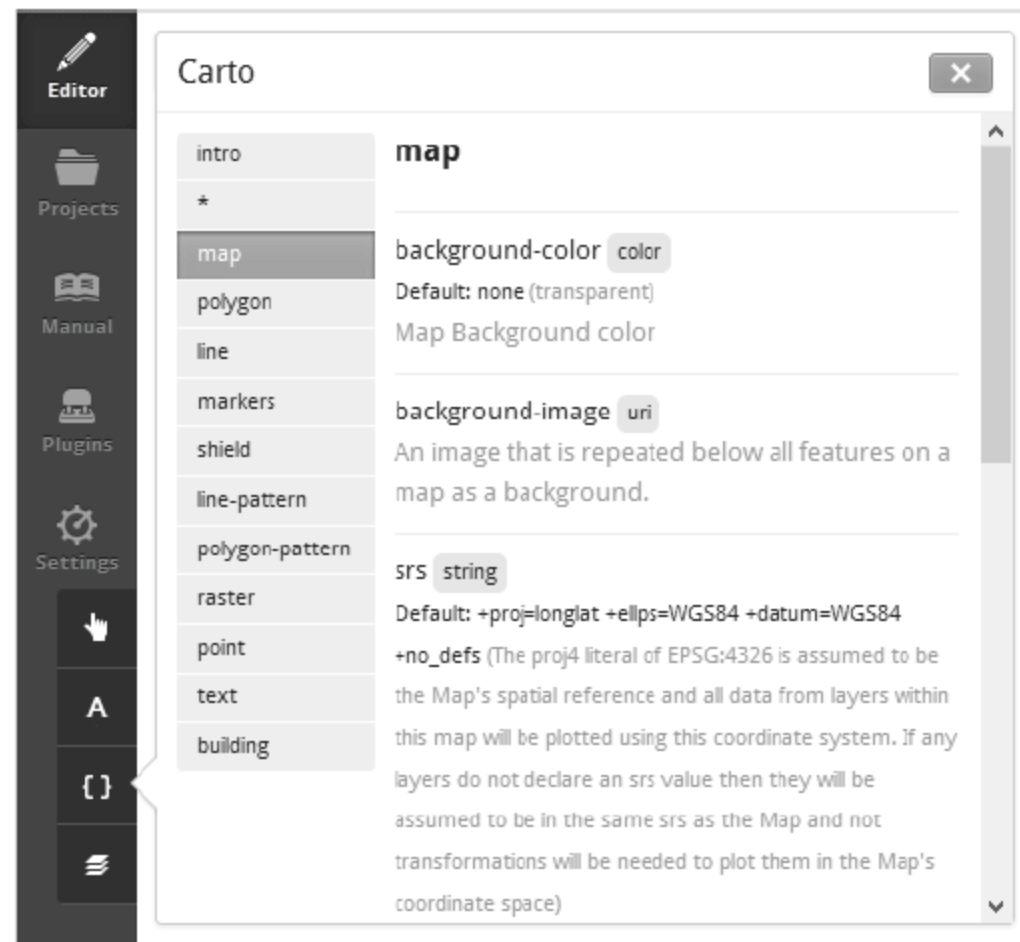 Editor
Projects
Manual
Plugins
Settings
A
{ }
Carto
intro
*
map
polygon
line
markers
shield
line-pattern
polygon-pattern
raster
point
text
building
map
background-color color
Default: none (transparent)
Map Background color
background-image uri
An image that is repeated below all features on a
map as a background.
srs string
Default: +proj=longlat +ellps=WGS84 +datum=WGS84
+no_defs (The proj4 literal of EPSG:4326 is assumed to be
the Map's spatial reference and all data from layers within
this map will be plotted using this coordinate system. If any
layers do not declare an srs value then they will be
assumed to be in the same srs as the Map and not
transformations will be needed to plot them in the Map's
coordinate space)